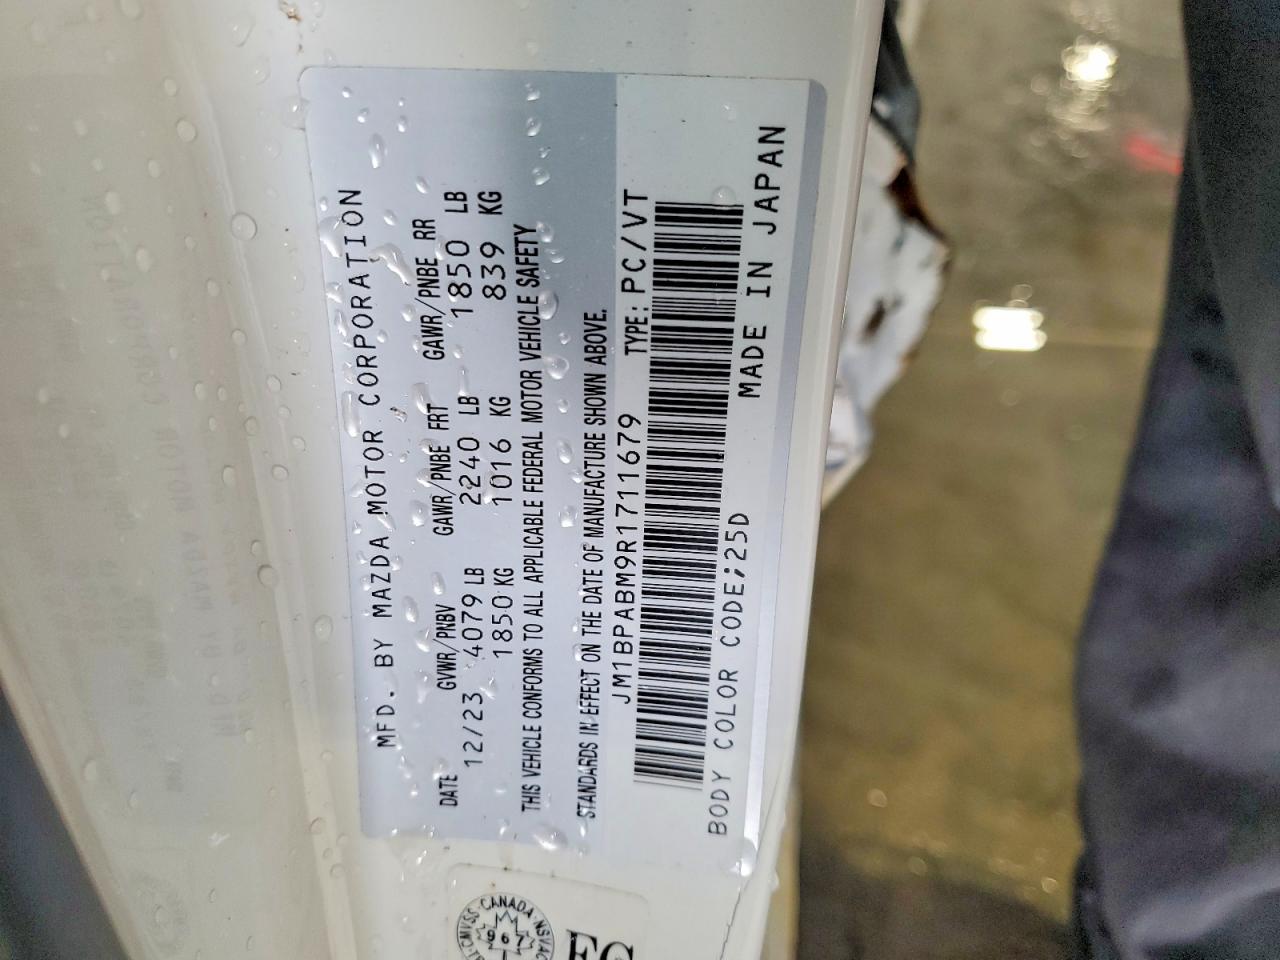 MFD. BY MAZDA MOTOR CORPORATION
DATE GVWR/PNBV GAWR/PNBE FRT GAWR/PNBE RR
12/23 4079 LB 2240 LB 1850 LB
1850 KG 1016 KG 839 KG
THIS VEHICLE CONFORMS TO ALL APPLICABLE FEDERAL MOTOR VEHICLE SAFETY
STANDARDS IN EFFECT ON THE DATE OF MANUFACTURE SHOWN ABOVE.
JM1BPABM9R1711679 TYPE: PC/VT
BODY COLOR CODE;25D MADE IN JAPAN
CANADA
967